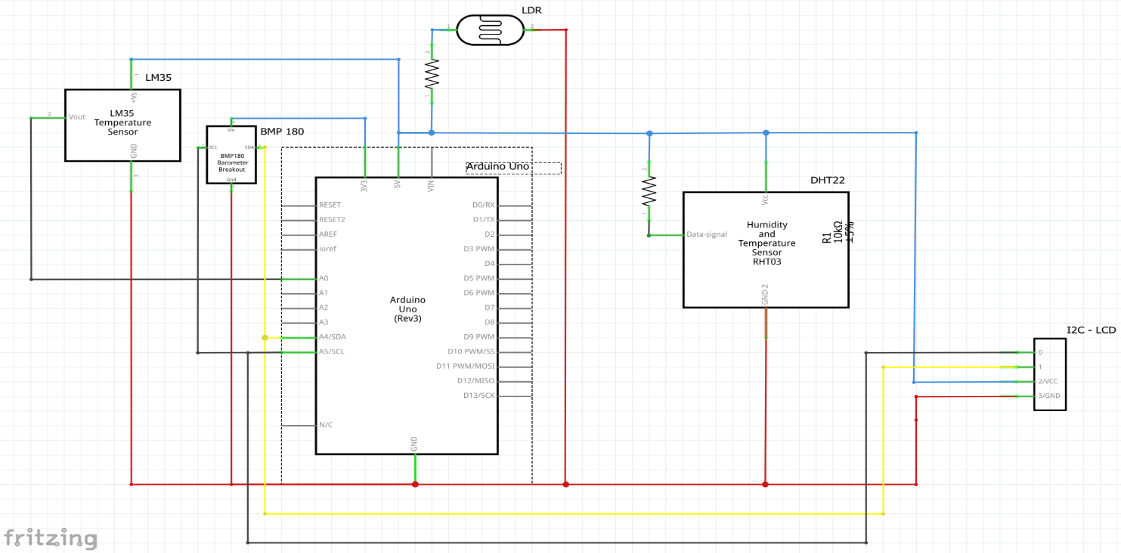 LDR
LM35
+Vs
1
2
Vout
LM35
Temperature
Sensor
GND
3
BMP 180
Vin
SCL
SDA
BMP180
Barometer
Breakout
Gnd
Arduino Uno
3V3
5V
VIN
RESET
RESET2
AREF
ioref
A0
A1
A2
A3
A4/SDA
A5/SCL
N/C
D0/RX
D1/TX
D2
D3 PWM
D4
D5 PWM
D6 PWM
D7
D8
D9 PWM
D10 PWM/SS
D11 PWM/MOSI
D12/MISO
D13/SCK
Arduino
Uno
(Rev3)
GND
DHT22
Vcc
Data-signal
Humidity
and
Temperature
Sensor
RHT03
R1
10kΩ
±5%
GND 2
I2C - LCD
0
1
2/VCC
3/GND
fritzing